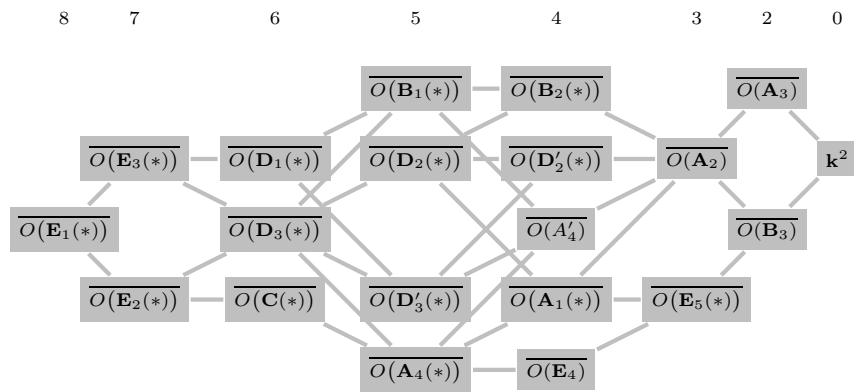 8 7 6 5 4 3 2 0
O(B₁(∗)) O(B₂(∗)) O(A₃)
O(E₃(∗)) O(D₁(∗)) O(D₂(∗)) O(D′₂(∗)) O(A₂) k²
O(E₁(∗)) O(D₃(∗)) O(A′₄) O(B₃)
O(E₂(∗)) O(C(∗)) O(D′₃(∗)) O(A₁(∗)) O(E₅(∗))
O(A₄(∗)) O(E₄)